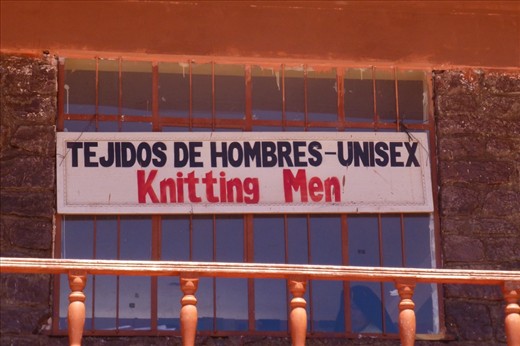 TEJIDOS DE HOMBRES-UNISEX
Knitting Men